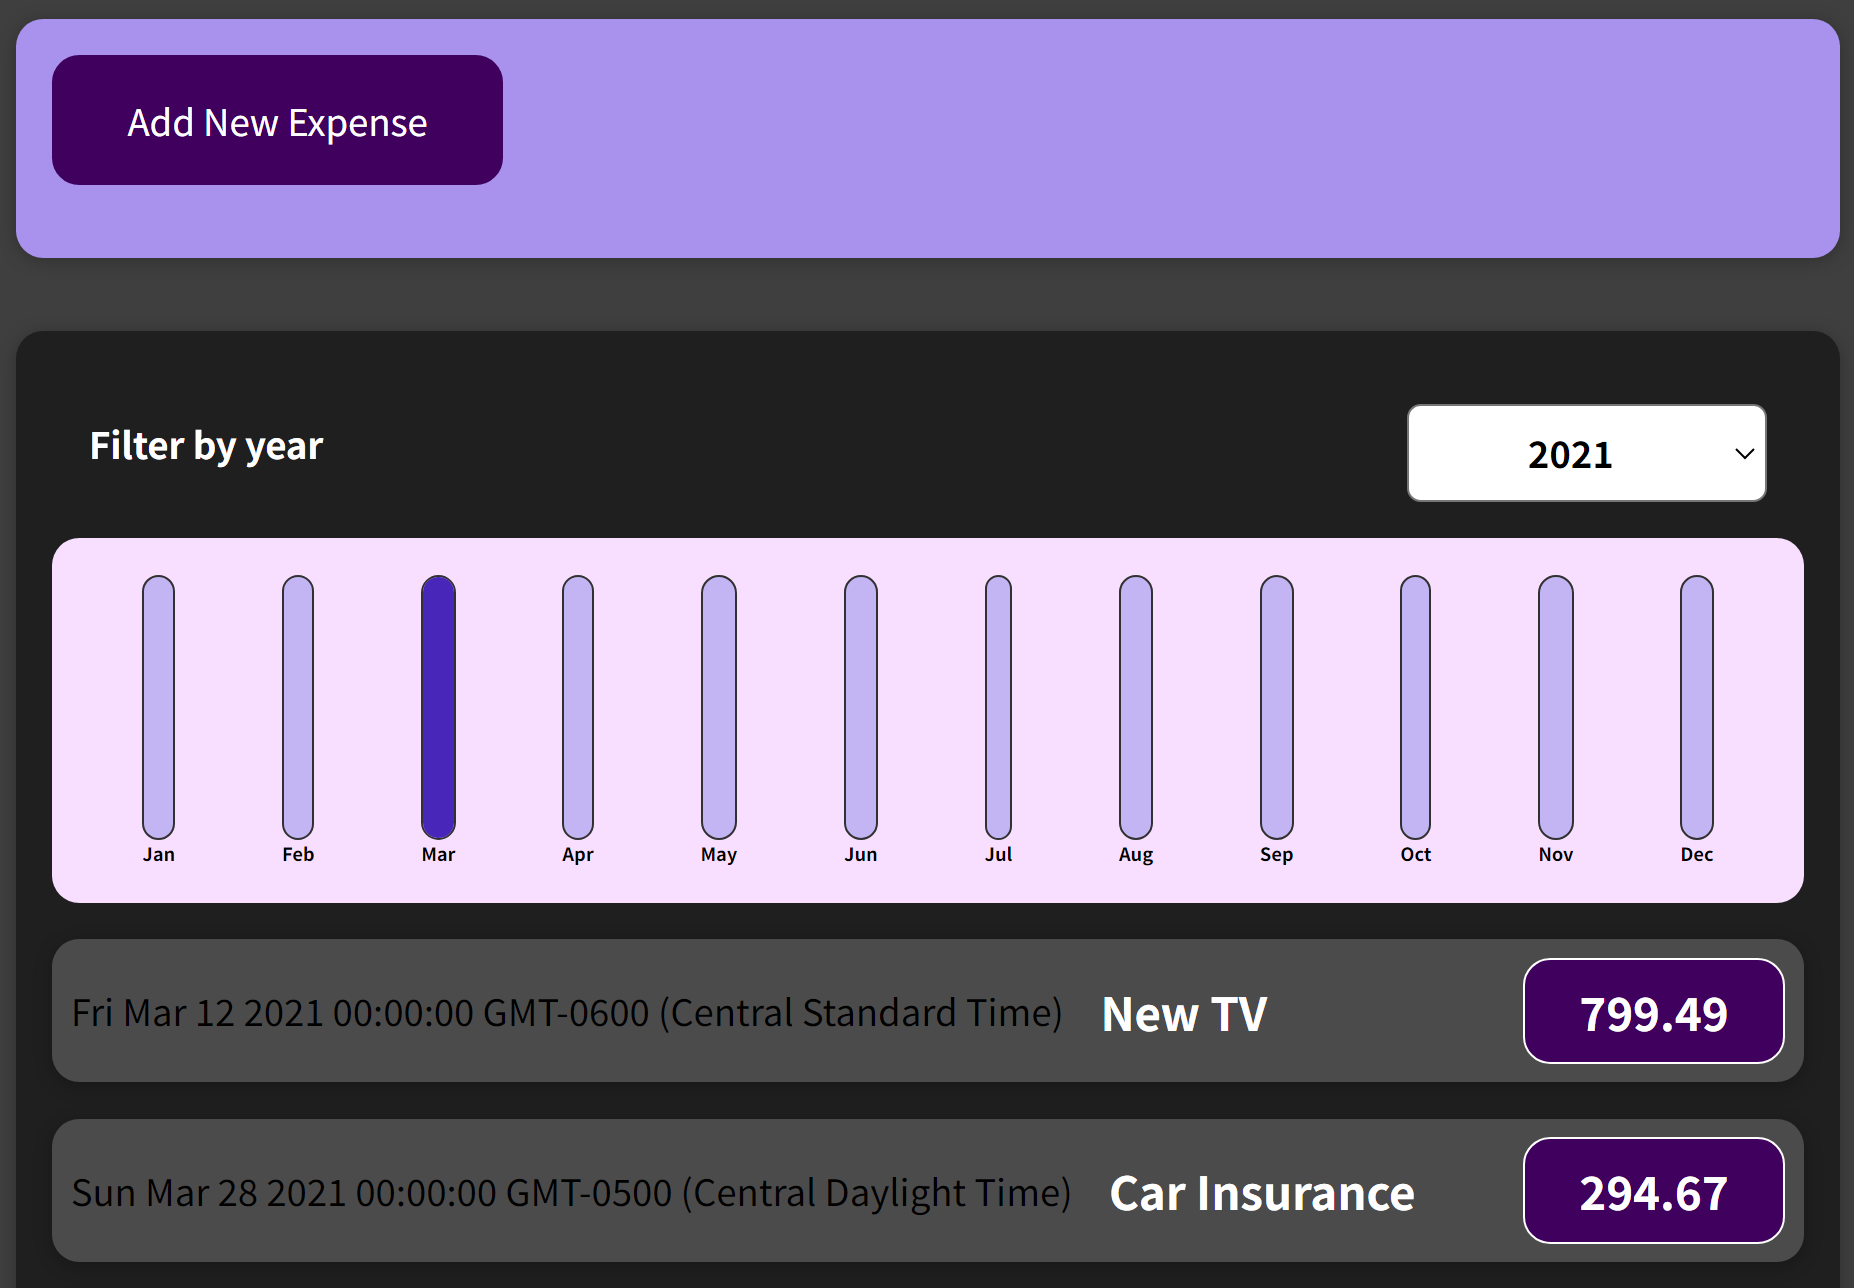 Add New Expense
Filter by year
2021
Jan Feb Mar Apr May Jun Jul Aug Sep Oct Nov Dec
Fri Mar 12 2021 00:00:00 GMT-0600 (Central Standard Time) New TV 799.49
Sun Mar 28 2021 00:00:00 GMT-0500 (Central Daylight Time) Car Insurance 294.67